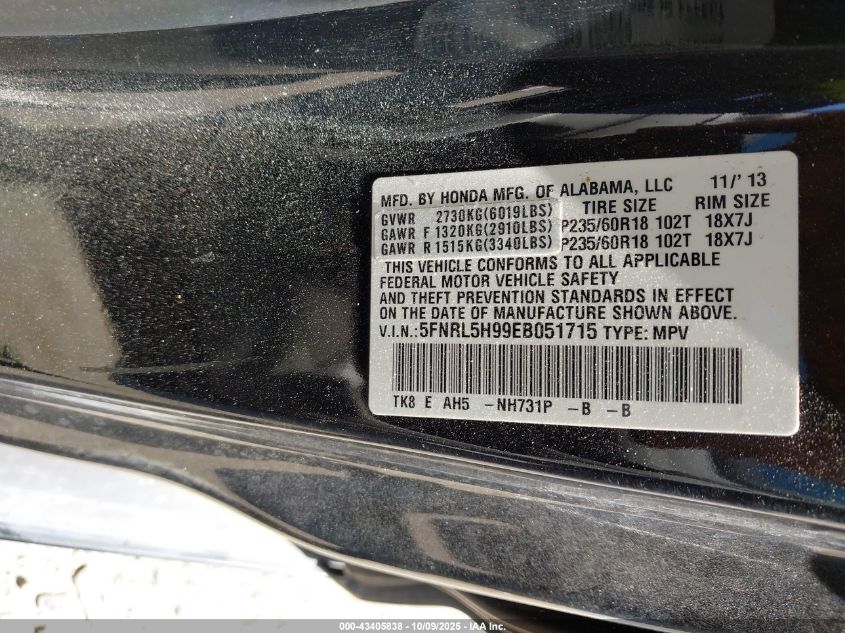 MFD. BY HONDA MFG. OF ALABAMA, LLC 11/'13
GVWR 2730KG(6019LBS) TIRE SIZE RIM SIZE
GAWR F 1320KG(2910LBS) P235/60R18 102T 18X7J
GAWR R 1515KG(3340LBS) P235/60R18 102T 18X7J
THIS VEHICLE CONFORMS TO ALL APPLICABLE
FEDERAL MOTOR VEHICLE SAFETY
AND THEFT PREVENTION STANDARDS IN EFFECT
ON THE DATE OF MANUFACTURE SHOWN ABOVE.
V.I.N.: 5FNRL5H99EB051715 TYPE: MPV
TK8 E AH5 -NH731P -B -B
000-43405838 - 10/09/2025 - IAA Inc.